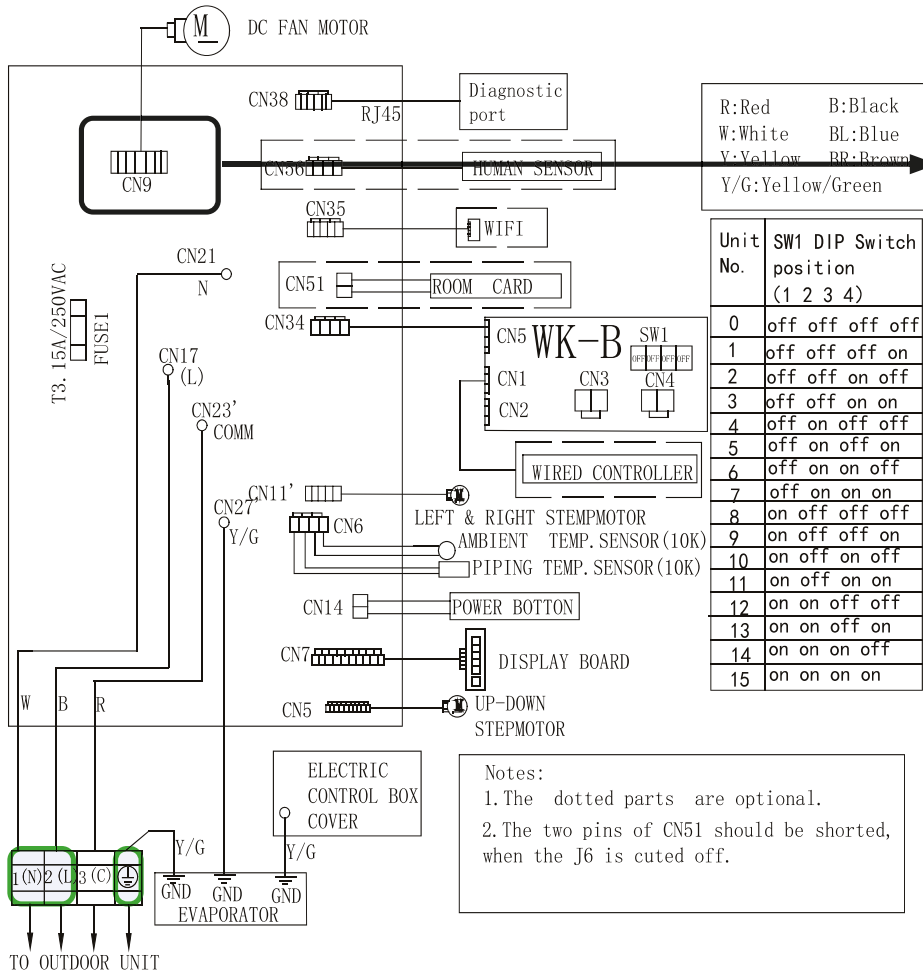 M
DC FAN MOTOR
CN9
CN38
RJ45
Diagnostic
port
CN56
HUMAN SENSOR
CN35
WIFI
CN51
ROOM CARD
CN34
CN5
WK-B
SW1
OFF OFF OFF OFF
CN1
CN3
CN4
CN2
WIRED CONTROLLER
CN21
N
T3.15A/250VAC
FUSE1
CN17
(L)
CN23'
COMM
CN27'
Y/G
CN11'
M
LEFT & RIGHT STEMPMOTOR
CN6
AMBIENT TEMP.SENSOR(10K)
PIPING TEMP.SENSOR(10K)
CN14
POWER BOTTON
CN7
DISPLAY BOARD
CN5
M
UP-DOWN
STEPMOTOR
W B R
1(N) 2(L) 3(C)
Y/G
GND
GND
GND
EVAPORATOR
ELECTRIC
CONTROL BOX
COVER
Y/G
TO OUTDOOR UNIT
R:Red B:Black
W:White BL:Blue
Y:Yellow BR:Brown
Y/G:Yellow/Green
Unit SW1 DIP Switch
No. position
(1 2 3 4)
0 off off off off
1 off off off on
2 off off on off
3 off off on on
4 off on off off
5 off on off on
6 off on on off
7 off on on on
8 on off off off
9 on off off on
10 on off on off
11 on off on on
12 on on off off
13 on on off on
14 on on on off
15 on on on on
Notes:
1.The dotted parts are optional.
2.The two pins of CN51 should be shorted,
when the J6 is cuted off.